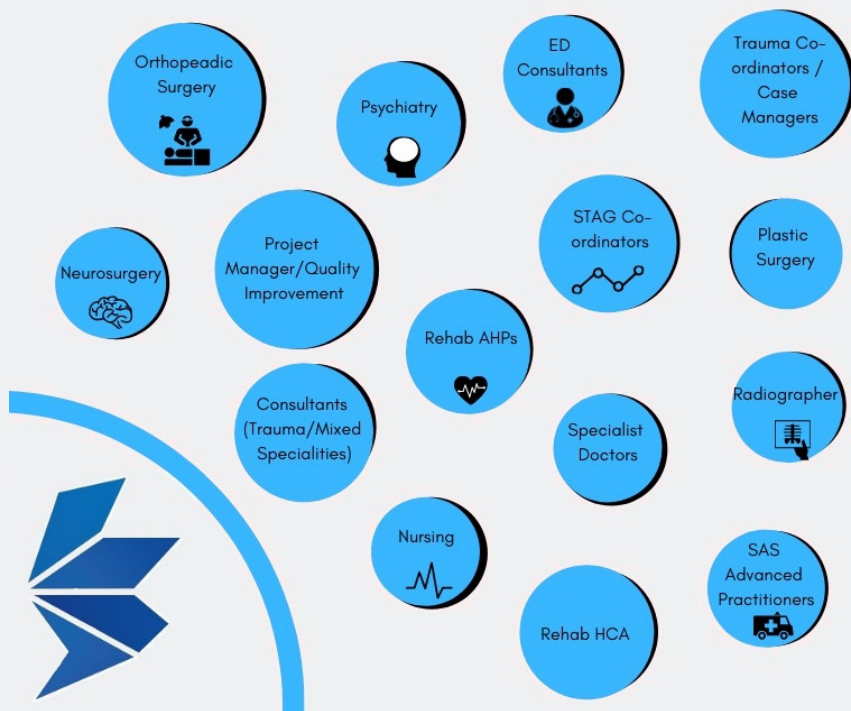 Orthopeadic
Surgery
Psychiatry
ED
Consultants
Trauma Co-
ordinators /
Case
Managers
Neurosurgery
Project
Manager/Quality
Improvement
STAG Co-
ordinators
Plastic
Surgery
Rehab AHPs
Consultants
(Trauma/Mixed
Specialities)
Specialist
Doctors
Radiographer
Nursing
Rehab HCA
SAS
Advanced
Practitioners